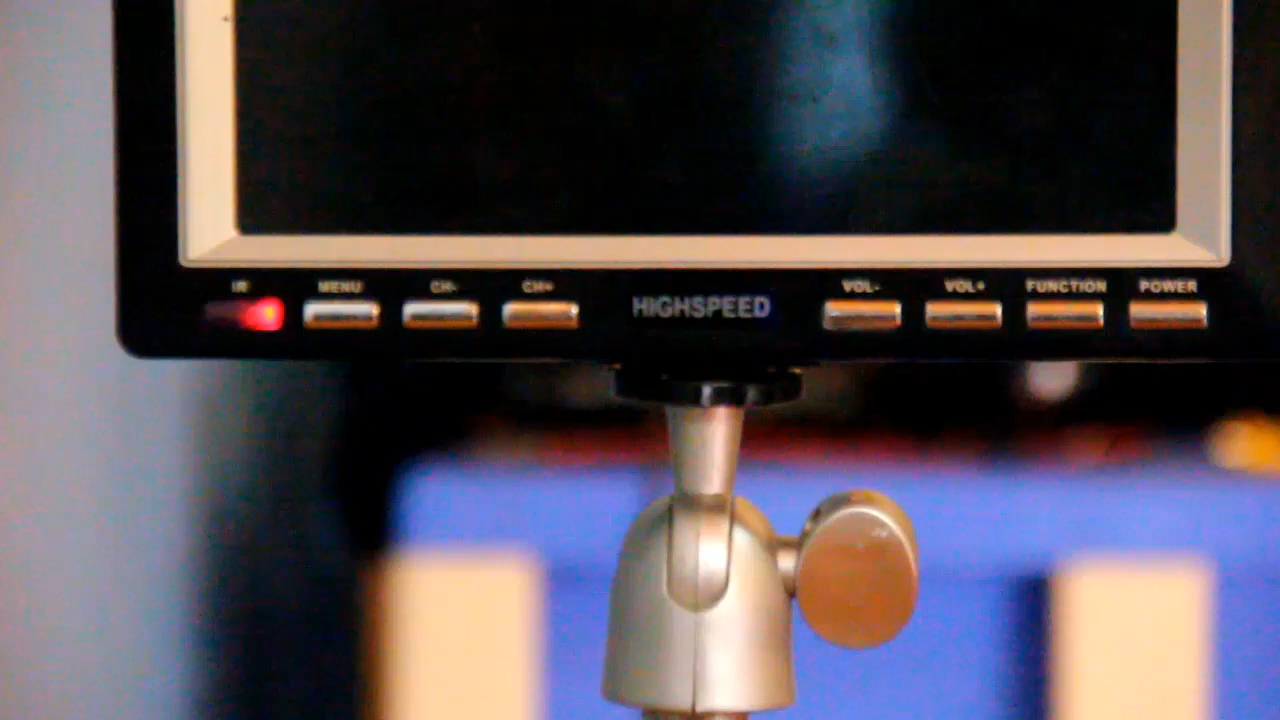 IR MENU CH- CH+ VOL- VOL+ FUNCTION POWER
HIGHSPEED